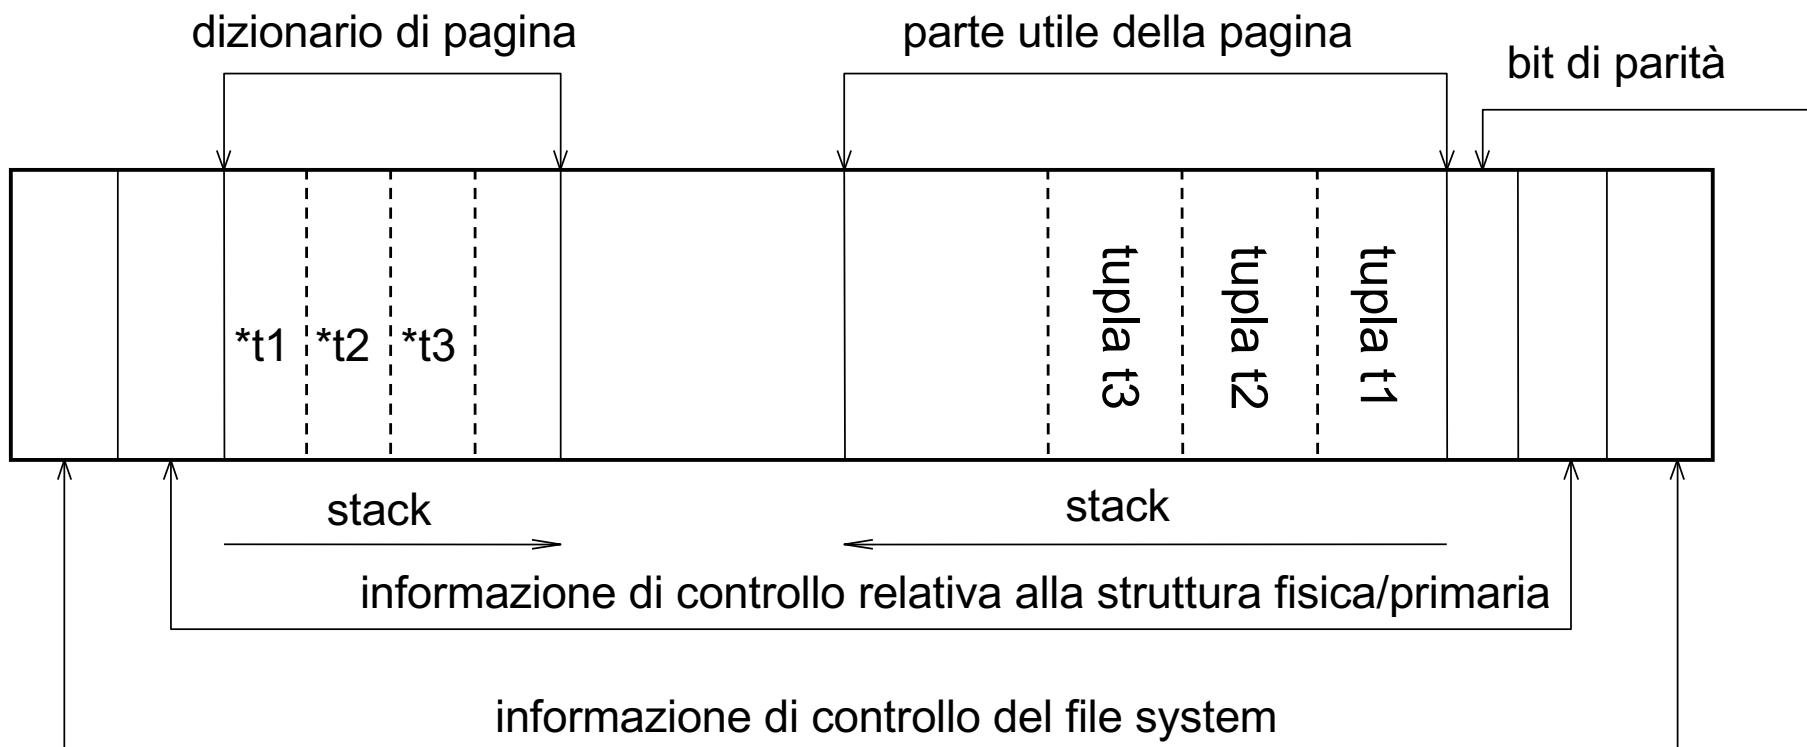 dizionario di pagina
parte utile della pagina
bit di parità
*t1 *t2 *t3
tupla t3
tupla t2
tupla t1
stack
stack
informazione di controllo relativa alla struttura fisica/primaria
informazione di controllo del file system